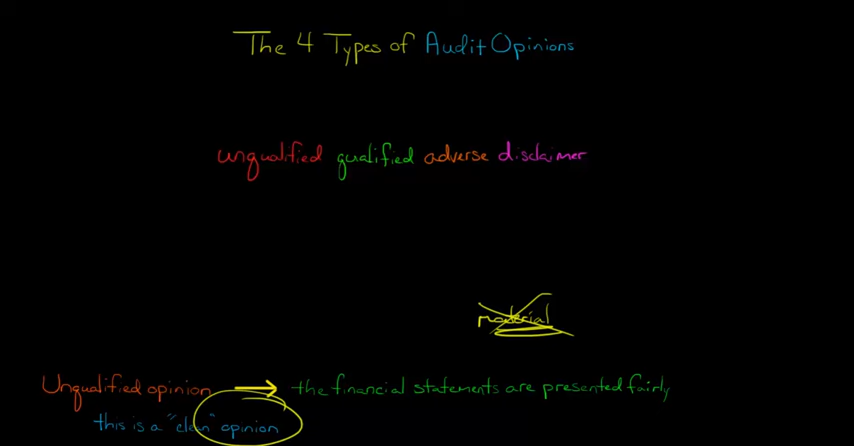 The 4 Types of Audit Opinions
unqualified qualified adverse disclaimer
material
Unqualified opinion → the financial statements are presented fairly
this is a "clean" opinion